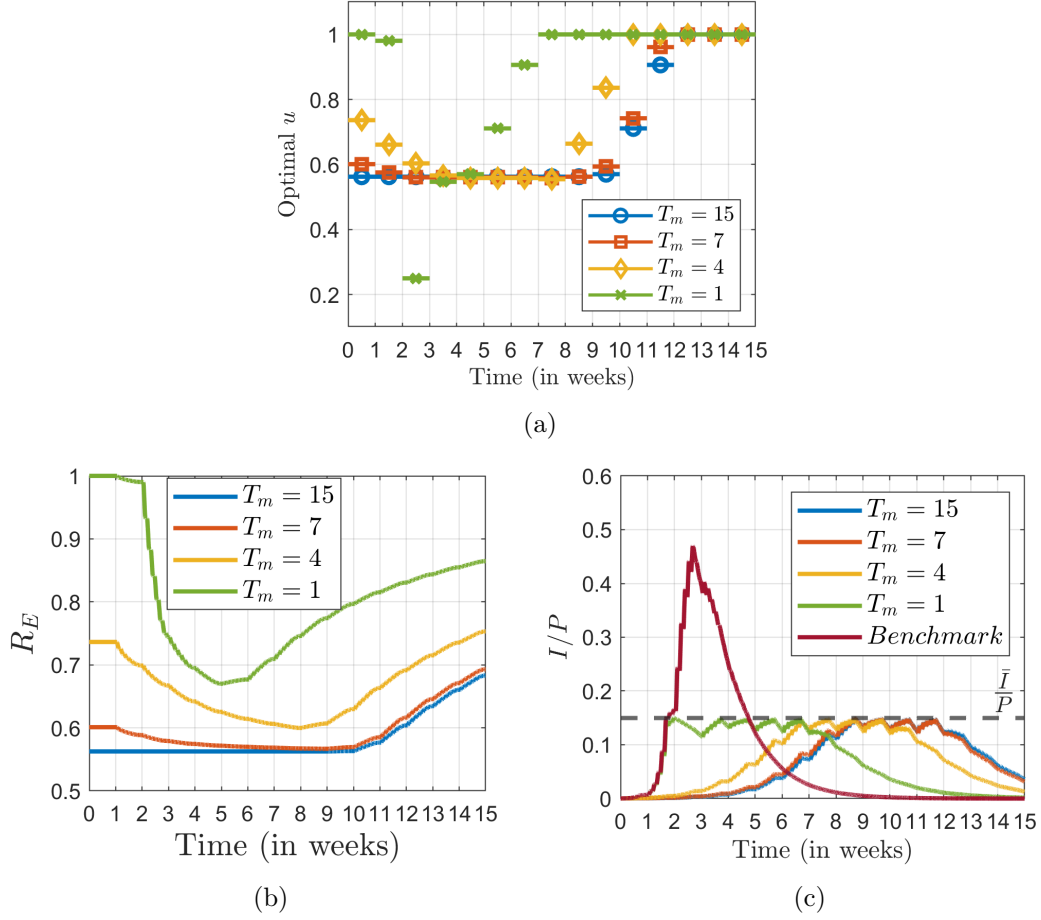 1
0.8
0.6
0.4
0.2
Optimal u
T_m = 15
T_m = 7
T_m = 4
T_m = 1
0 1 2 3 4 5 6 7 8 9 10 11 12 13 14 15
Time (in weeks)
(a)
1
0.9
0.8
0.7
0.6
0.5
R_E
T_m = 15
T_m = 7
T_m = 4
T_m = 1
0 1 2 3 4 5 6 7 8 9 10 11 12 13 14 15
Time (in weeks)
(b)
0.6
0.5
0.4
0.3
0.2
0.1
0
I/P
T_m = 15
T_m = 7
T_m = 4
T_m = 1
Benchmark
Ī/P
0 1 2 3 4 5 6 7 8 9 10 11 12 13 14 15
Time (in weeks)
(c)